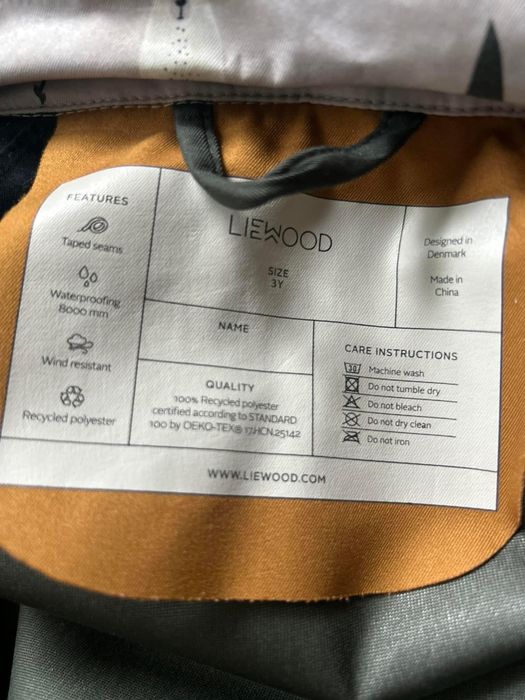 FEATURES
Taped seams
Waterproofing
8000 mm
Wind resistant
Recycled polyester
LIEWOOD
SIZE
3Y
Designed in
Denmark
Made in
China
NAME
QUALITY
100% Recycled polyester
certified according to STANDARD
100 by OEKO-TEX® 17.HCN.25142
CARE INSTRUCTIONS
30 Machine wash
Do not tumble dry
Do not bleach
Do not dry clean
Do not iron
WWW.LIEWOOD.COM